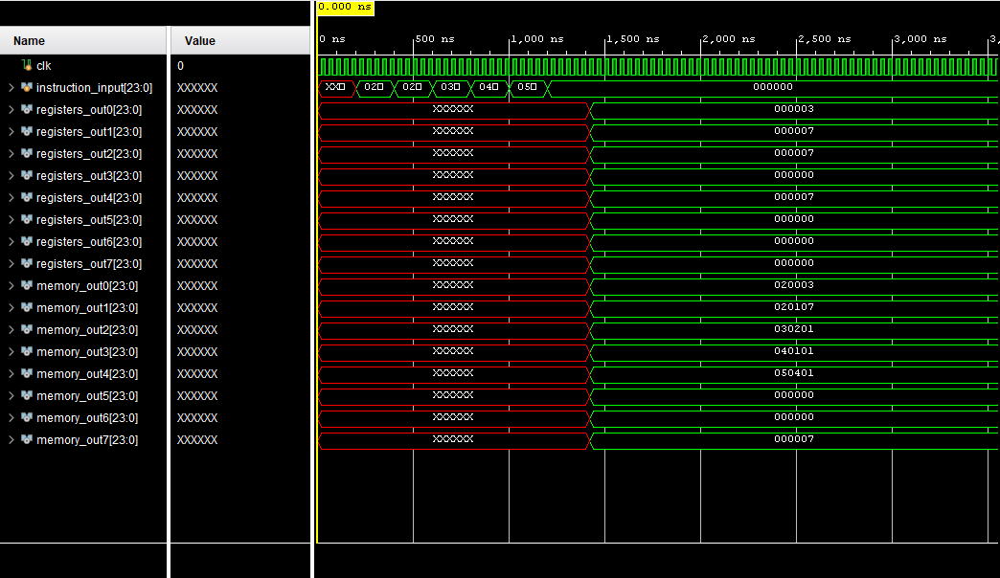 0.000 ns
Name Value 0 ns 500 ns 1,000 ns 1,500 ns 2,000 ns 2,500 ns 3,000 ns 3,
clk 0
instruction_input[23:0] XXXXXX XX 02 02 03 04 05 000000
registers_out0[23:0] XXXXXX XXXXXX 000003
registers_out1[23:0] XXXXXX XXXXXX 000007
registers_out2[23:0] XXXXXX XXXXXX 000007
registers_out3[23:0] XXXXXX XXXXXX 000000
registers_out4[23:0] XXXXXX XXXXXX 000007
registers_out5[23:0] XXXXXX XXXXXX 000000
registers_out6[23:0] XXXXXX XXXXXX 000000
registers_out7[23:0] XXXXXX XXXXXX 000000
memory_out0[23:0] XXXXXX XXXXXX 020003
memory_out1[23:0] XXXXXX XXXXXX 020107
memory_out2[23:0] XXXXXX XXXXXX 030201
memory_out3[23:0] XXXXXX XXXXXX 040101
memory_out4[23:0] XXXXXX XXXXXX 050401
memory_out5[23:0] XXXXXX XXXXXX 000000
memory_out6[23:0] XXXXXX XXXXXX 000000
memory_out7[23:0] XXXXXX XXXXXX 000007